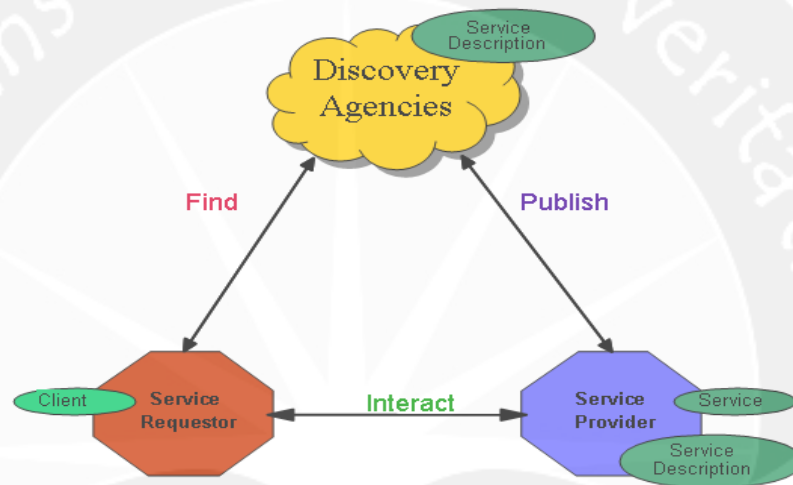 Service
Description
Discovery
Agencies
Find
Publish
Client
Service
Requestor
Interact
Service
Provider
Service
Service
Description